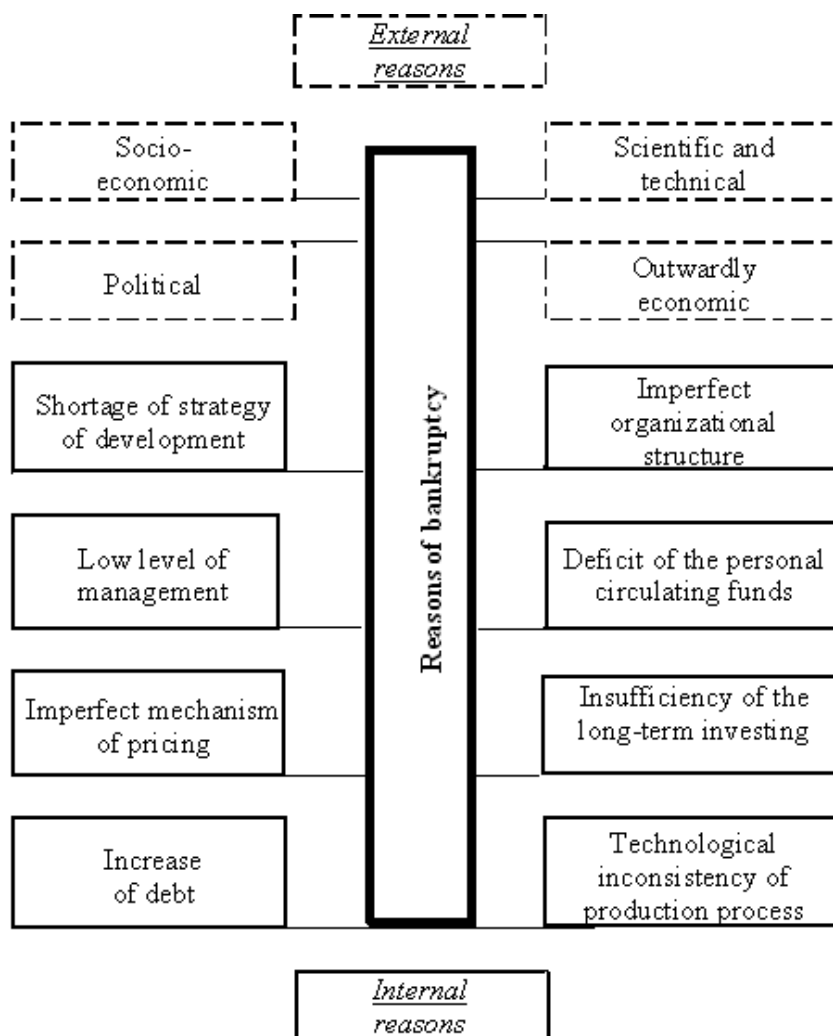 External
reasons
Socio-
economic
Scientific and
technical
Political
Outwardly
economic
Shortage of strategy
of development
Imperfect
organizational
structure
Reasons of bankruptcy
Low level of
management
Deficit of the personal
circulating funds
Imperfect mechanism
of pricing
Insufficiency of the
long-term investing
Increase
of debt
Technological
inconsistency of
production process
Internal
reasons